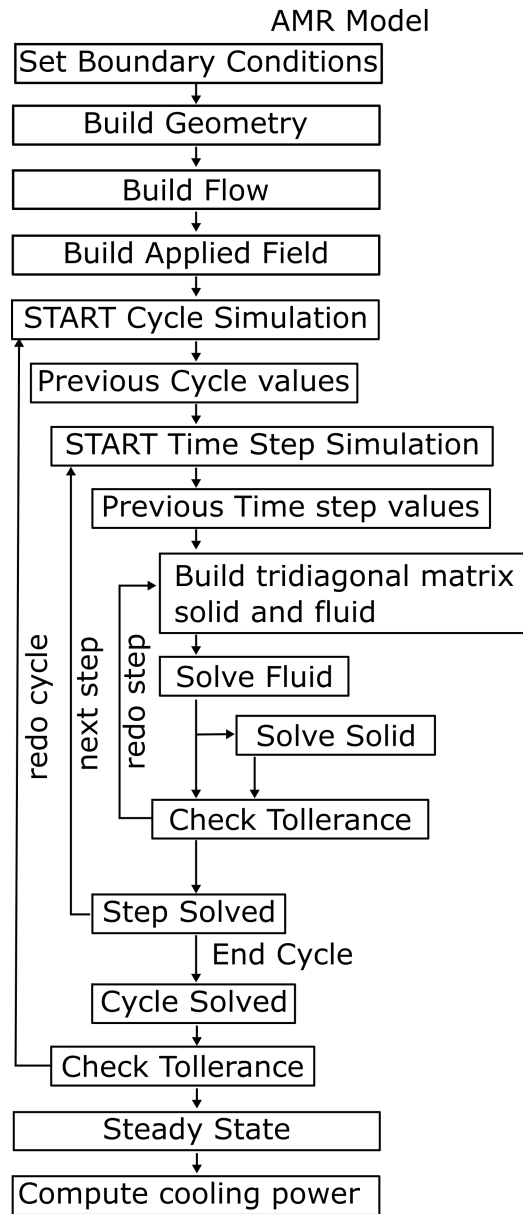 AMR Model
Set Boundary Conditions
Build Geometry
Build Flow
Build Applied Field
START Cycle Simulation
Previous Cycle values
START Time Step Simulation
Previous Time step values
Build tridiagonal matrix
solid and fluid
Solve Fluid
Solve Solid
Check Tollerance
redo step
next step
redo cycle
Step Solved
End Cycle
Cycle Solved
Check Tollerance
Steady State
Compute cooling power